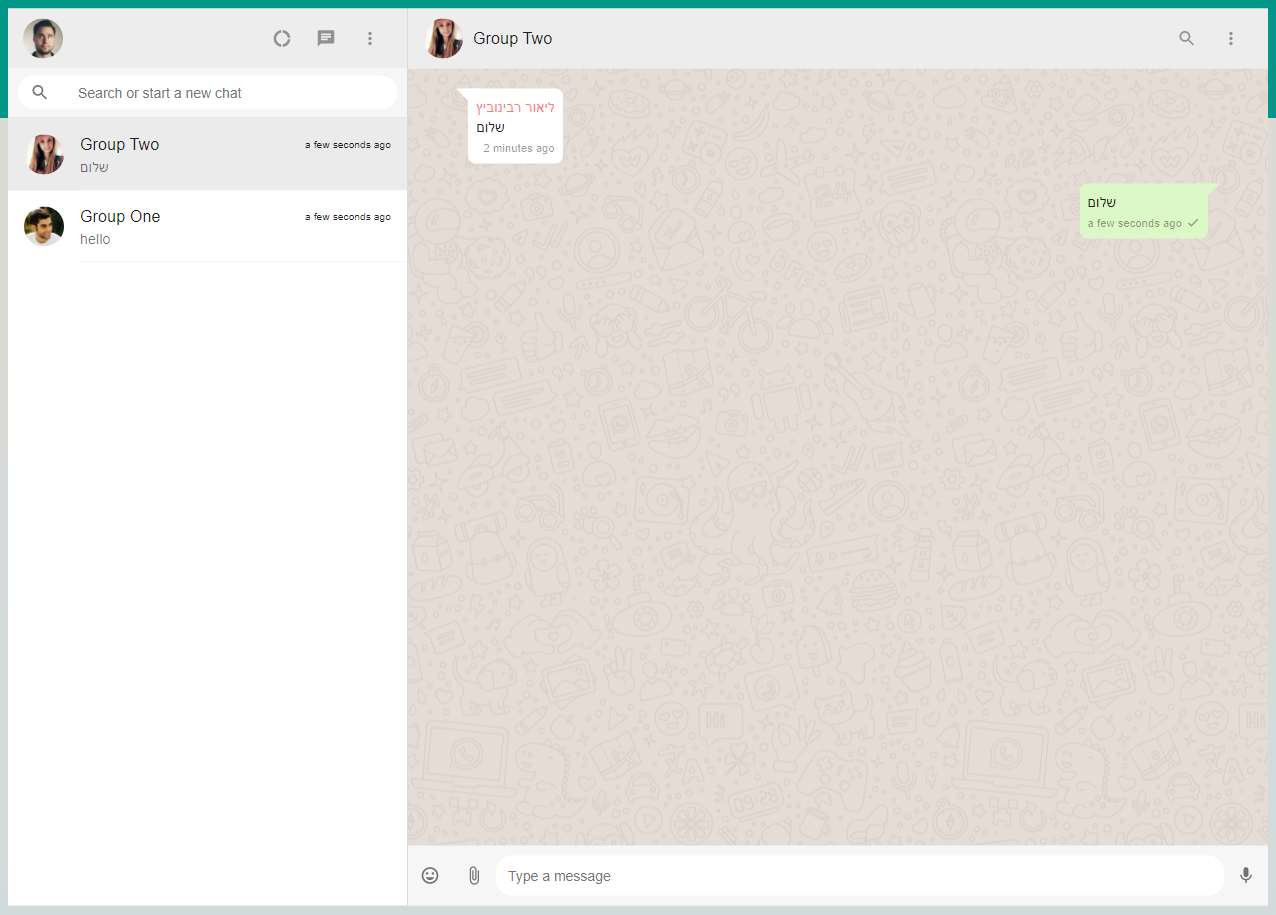 Search or start a new chat
Group Two
a few seconds ago
שלום
Group One
a few seconds ago
hello
Group Two
ליאור רבינוביץ
שלום
2 minutes ago
שלום
a few seconds ago
Type a message